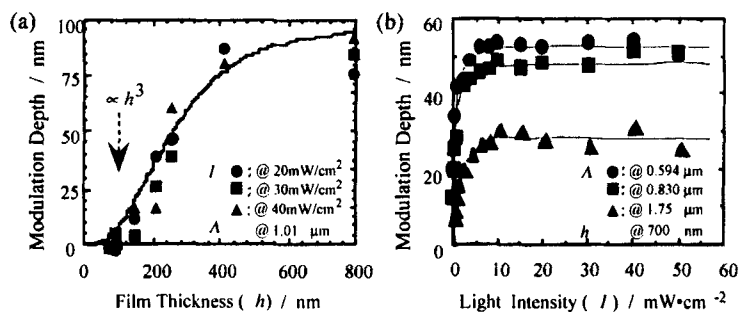 (a)
Modulation Depth / nm
100
75
50
25
0
∝ h³
I ● : @ 20mW/cm²
■ : @ 30mW/cm²
▲ : @ 40mW/cm²
Λ @ 1.01 μm
0 200 400 600 800
Film Thickness ( h ) / nm
(b)
Modulation Depth / nm
60
40
20
0
Λ ● : @ 0.594 μm
■ : @ 0.830 μm
▲ : @ 1.75 μm
h @ 700 nm
0 10 20 30 40 50 60
Light Intensity ( I ) / mW•cm⁻²